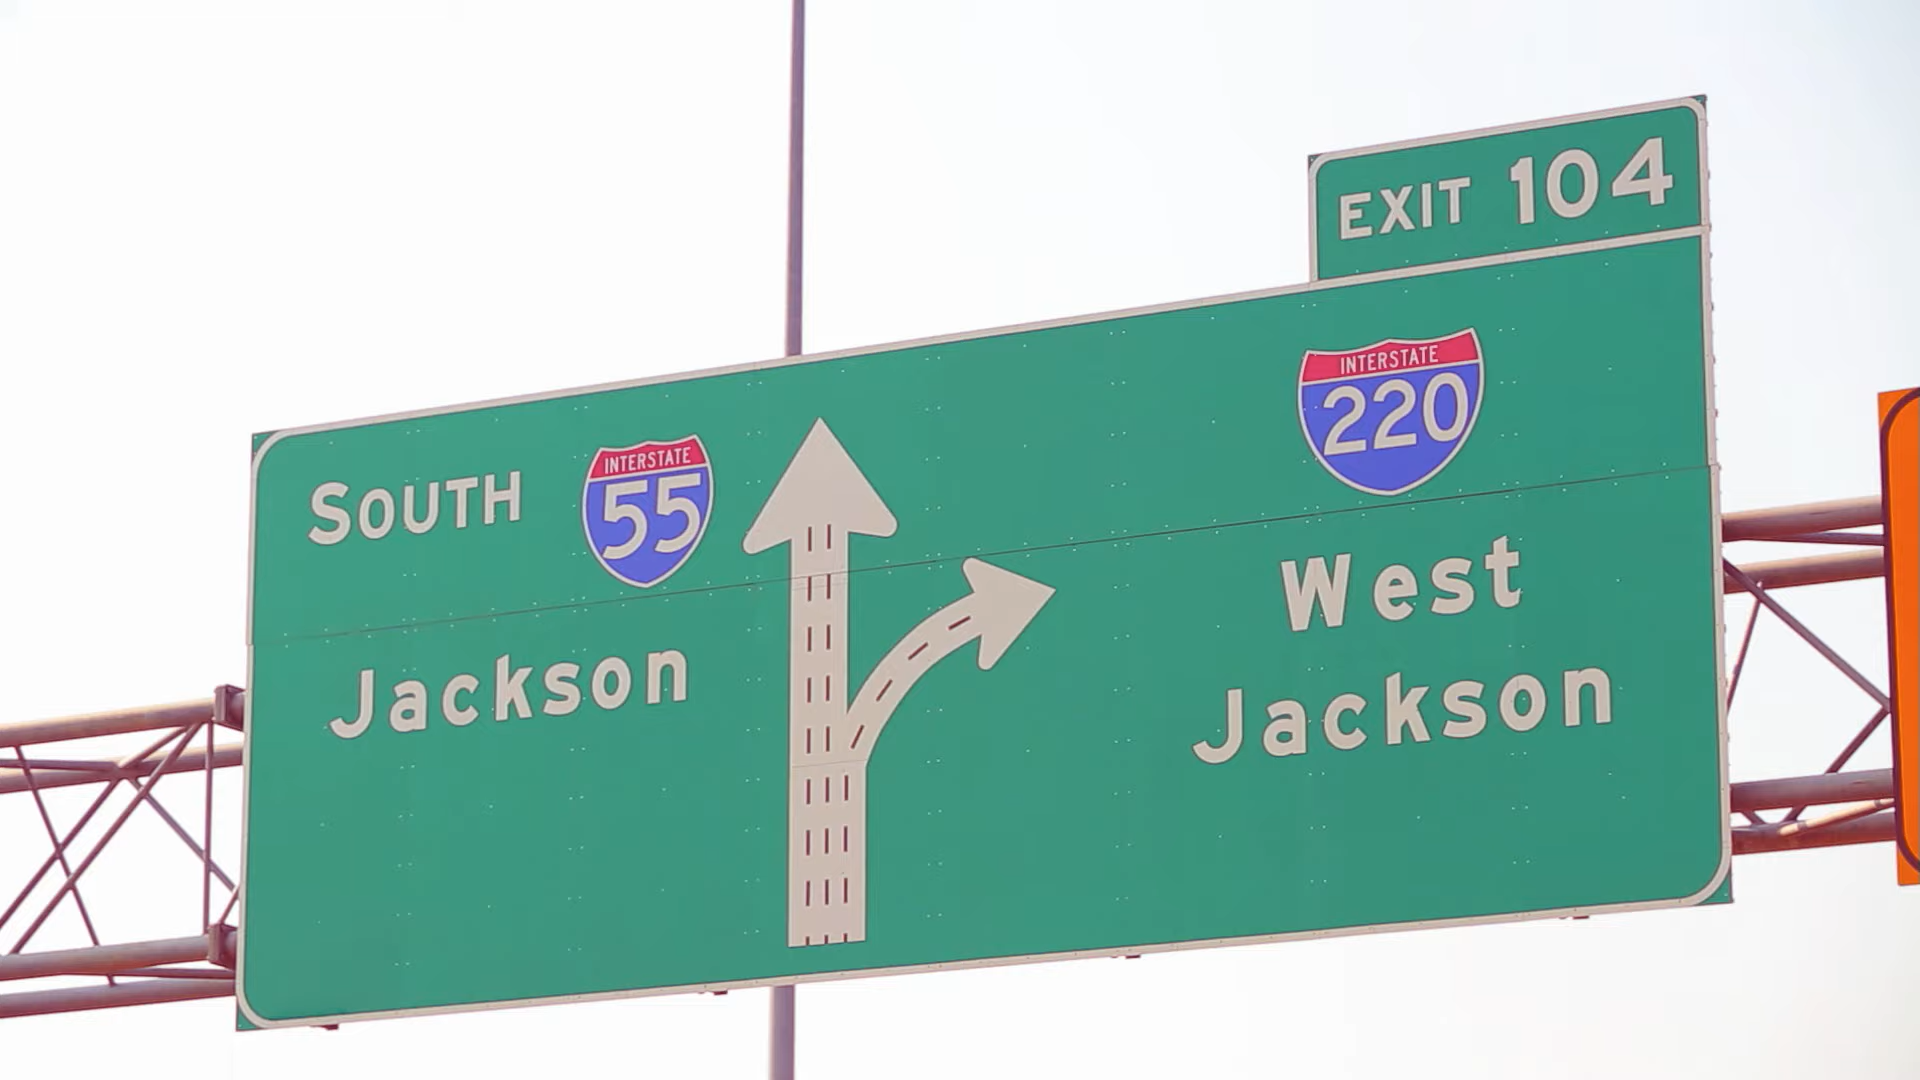 EXIT 104
SOUTH
INTERSTATE
55
Jackson
INTERSTATE
220
West
Jackson